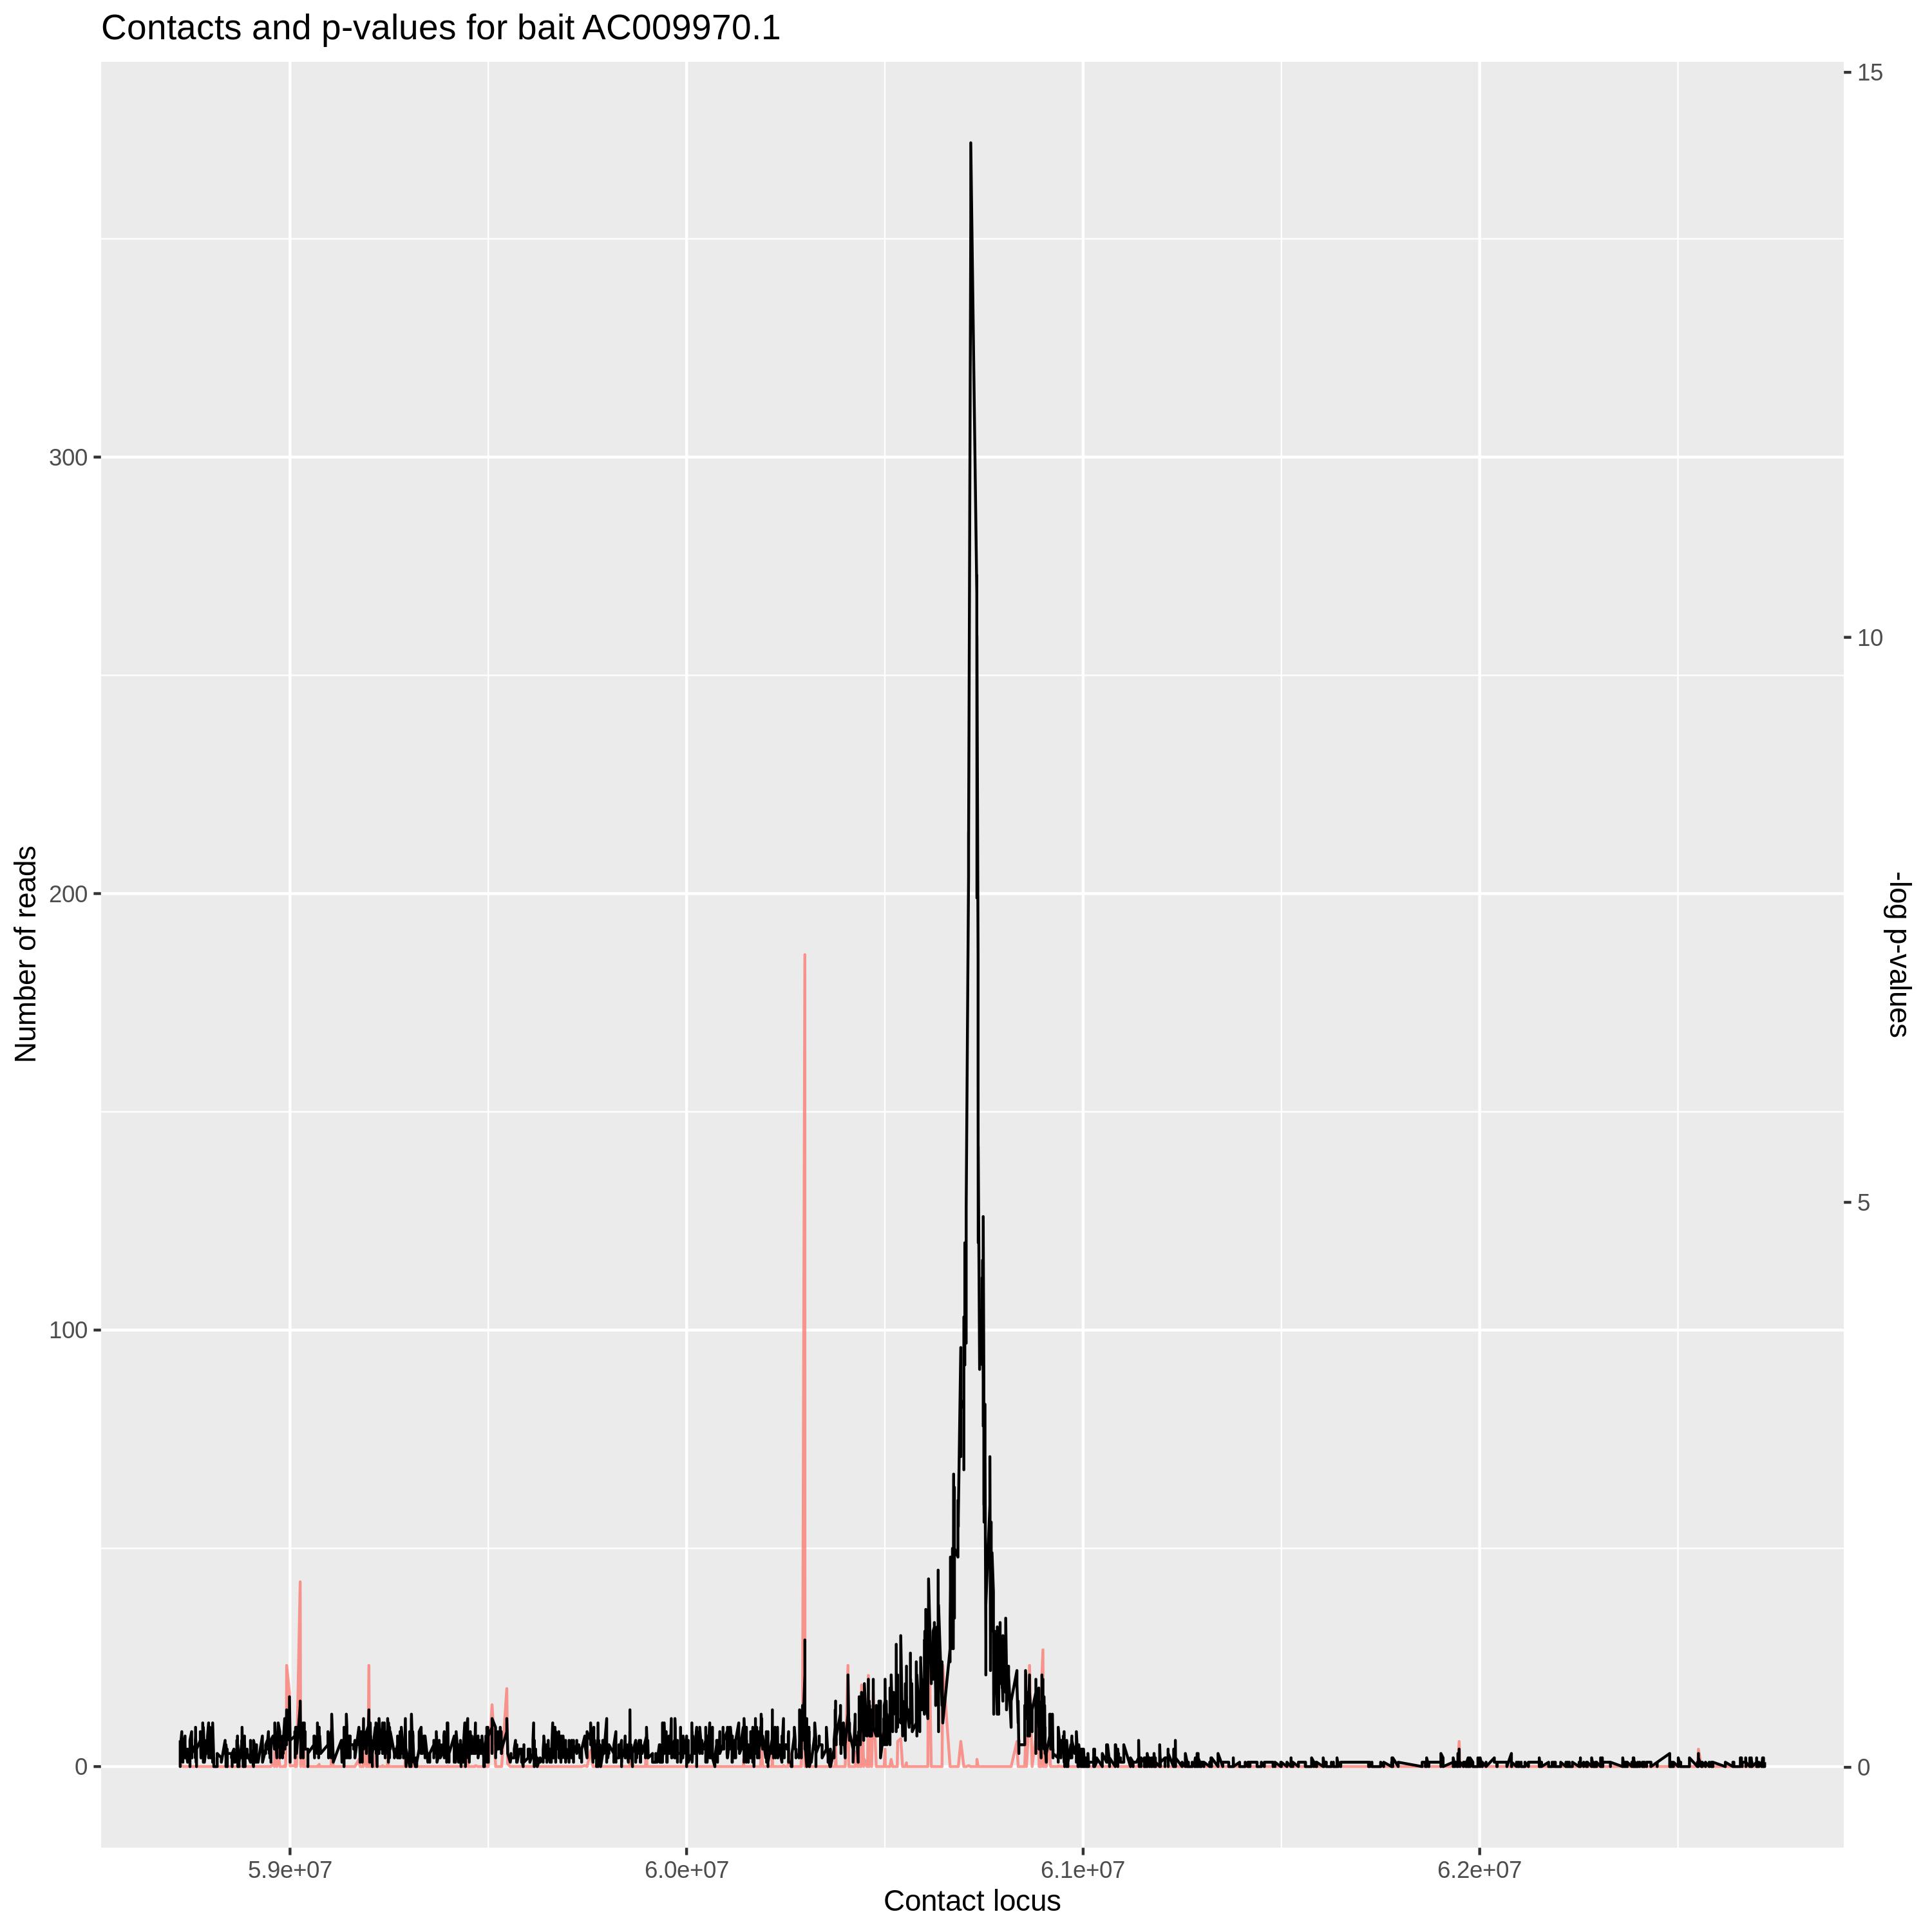 Contacts and p-values for bait AC009970.1
Number of reads
300
200
100
0
15
10
5
0
-log p-values
5.9e+07 6.0e+07 6.1e+07 6.2e+07
Contact locus